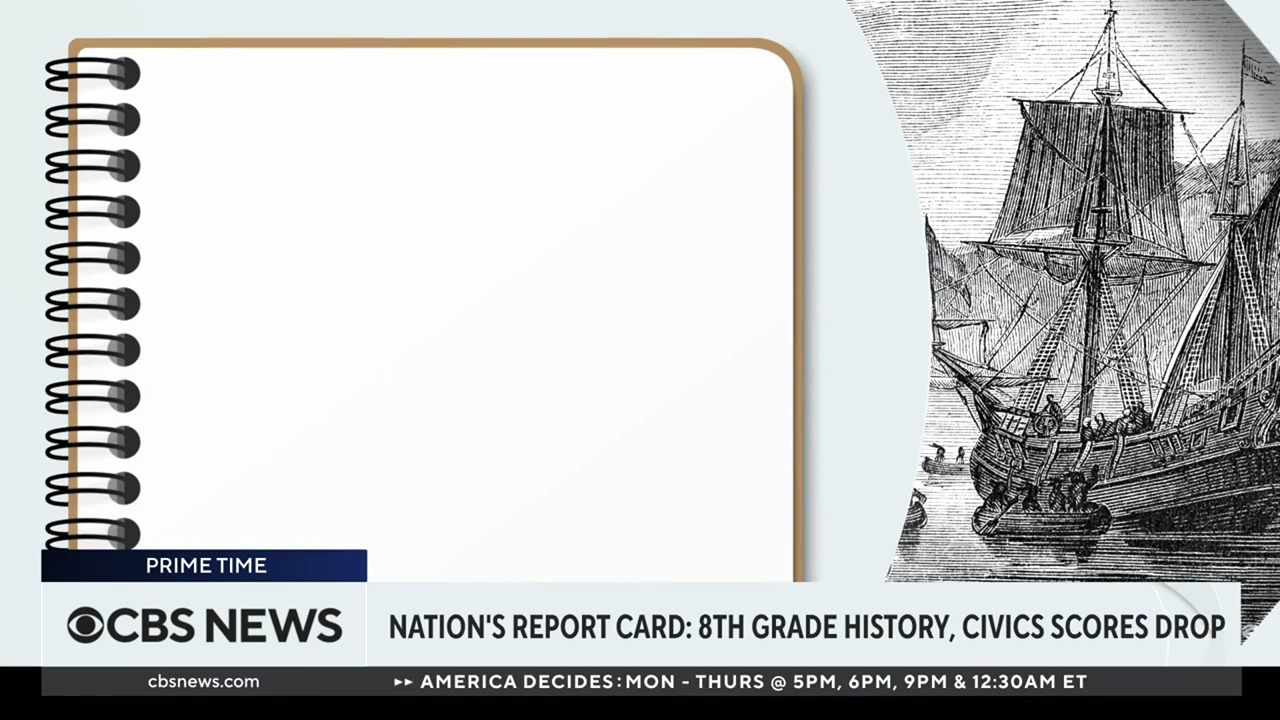 PRIME TIME
CBS NEWS
NATION'S REPORT CARD: 8TH GRADE HISTORY, CIVICS SCORES DROP
cbsnews.com
AMERICA DECIDES: MON - THURS @ 5PM, 6PM, 9PM & 12:30AM ET